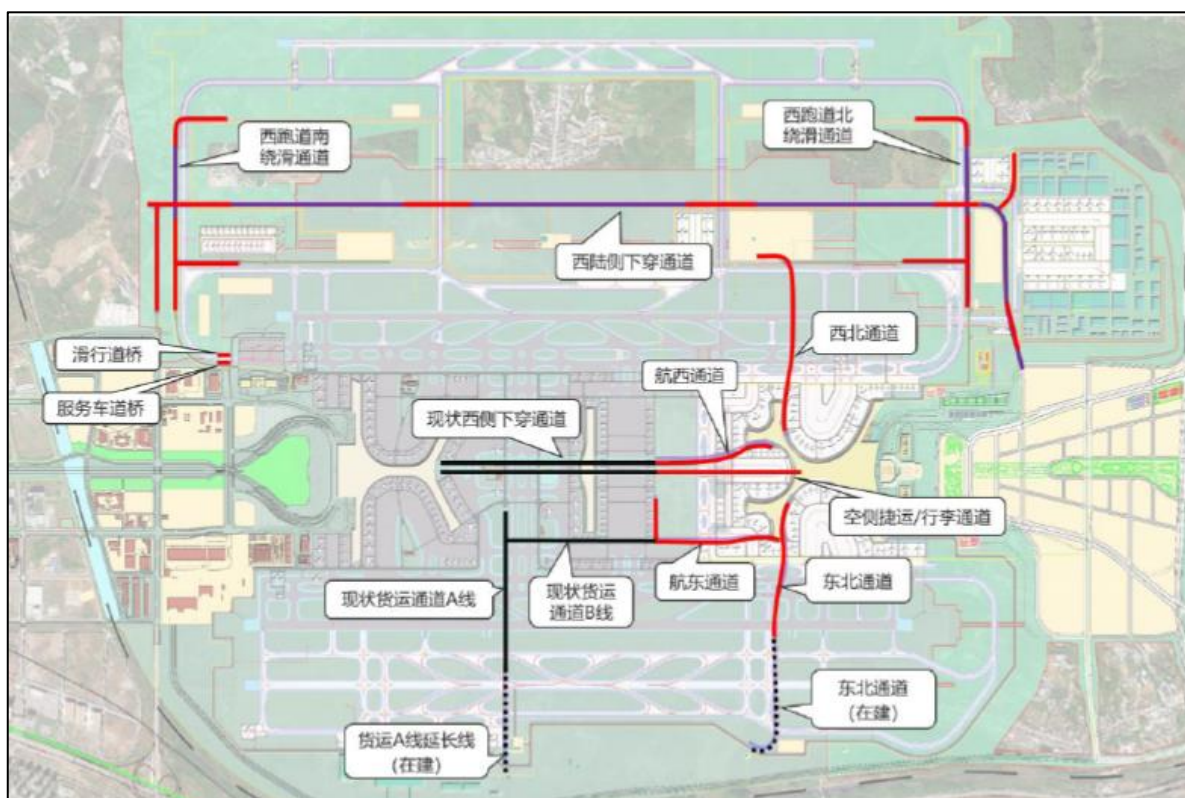 西跑道南
绕滑通道
西跑道北
绕滑通道
西陆侧下穿通道
滑行道桥
服务车道桥
西北通道
航西通道
现状西侧下穿通道
空侧捷运/行李通道
现状货运通道A线
现状货运
通道B线
航东通道
东北通道
货运A线延长线
(在建)
东北通道
(在建)